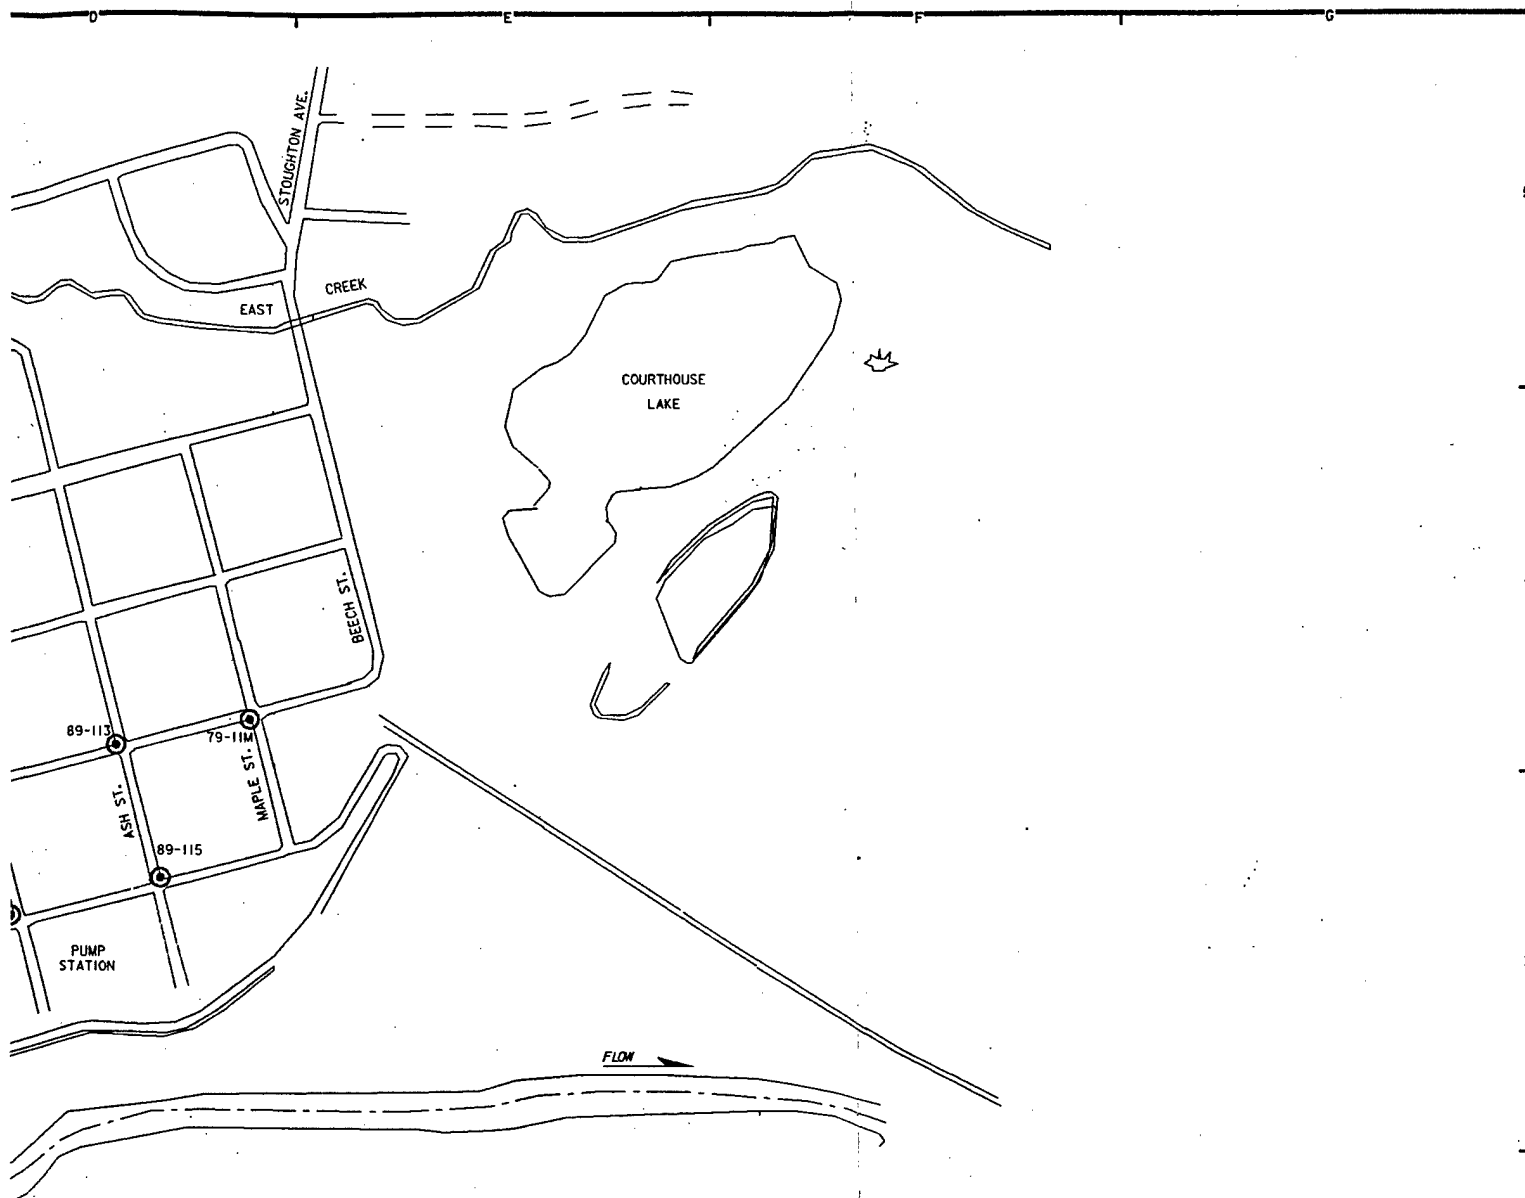 D E F G
STOUGHTON AVE.
EAST CREEK
COURTHOUSE
LAKE
BEECH ST.
89-113
79-11M
MAPLE ST.
ASH ST.
89-115
PUMP
STATION
FLOW